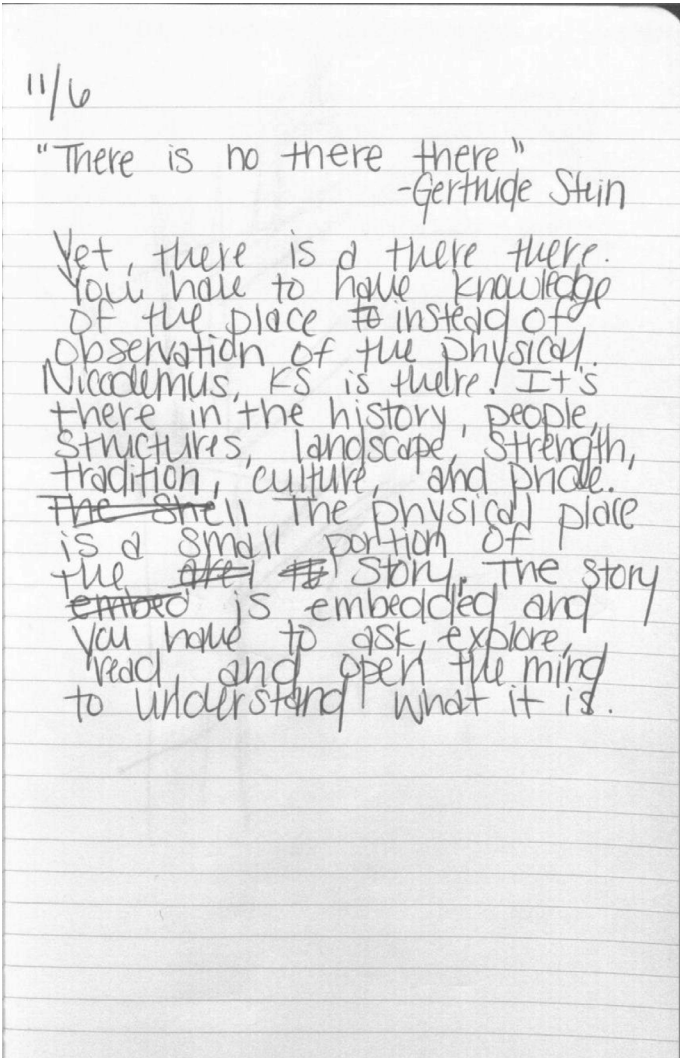 11/6
"There is no there there"
-Gertrude Stein
Yet, there is a there there.
You have to have knowledge
of the place to instead of
observation of the physical.
Nicodemus, KS is there! It's
there in the history, people,
structures, landscape, strength,
tradition, culture, and pride.
The Shell The physical place
is a small portion of
the story. The story
embed is embedded and
you have to ask, explore,
read, and open the mind
to understand what it is.